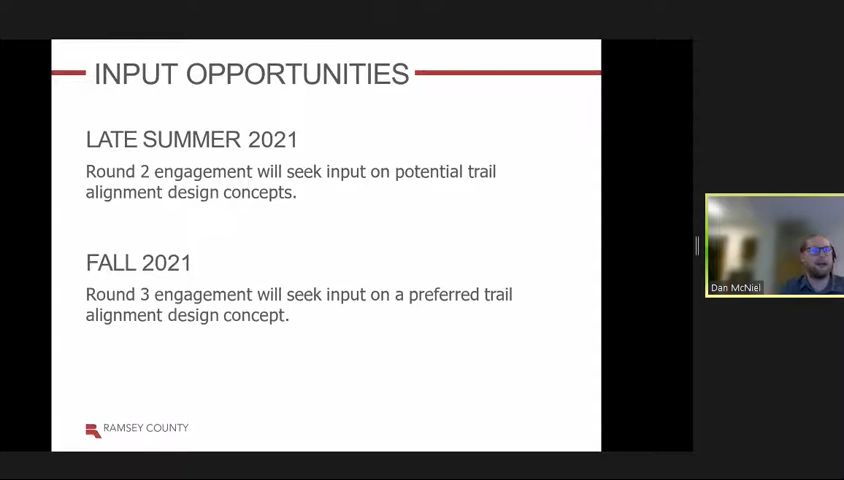 INPUT OPPORTUNITIES
LATE SUMMER 2021
Round 2 engagement will seek input on potential trail
alignment design concepts.
FALL 2021
Round 3 engagement will seek input on a preferred trail
alignment design concept.
RAMSEY COUNTY
Dan McNiel